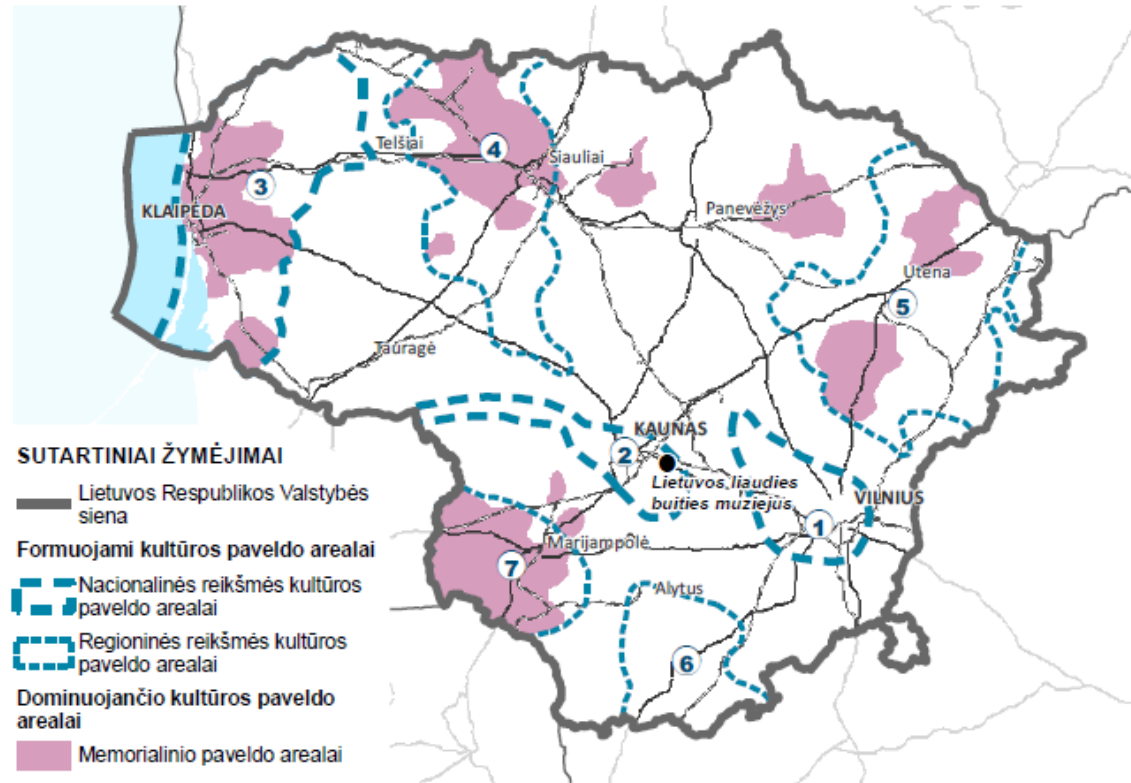 Telšiai
4
Šiauliai
3
KLAIPĖDA
Panevėžys
Utena
5
Tauragė
KAUNAS
2
Lietuvos liaudies
buities muziejus
VILNIUS
1
Marijampolė
7
Alytus
6
SUTARTINIAI ŽYMĖJIMAI
Lietuvos Respublikos Valstybės
siena
Formuojami kultūros paveldo arealai
Nacionalinės reikšmės kultūros
paveldo arealai
Regioninės reikšmės kultūros
paveldo arealai
Dominuojančio kultūros paveldo
arealai
Memorialinio paveldo arealai